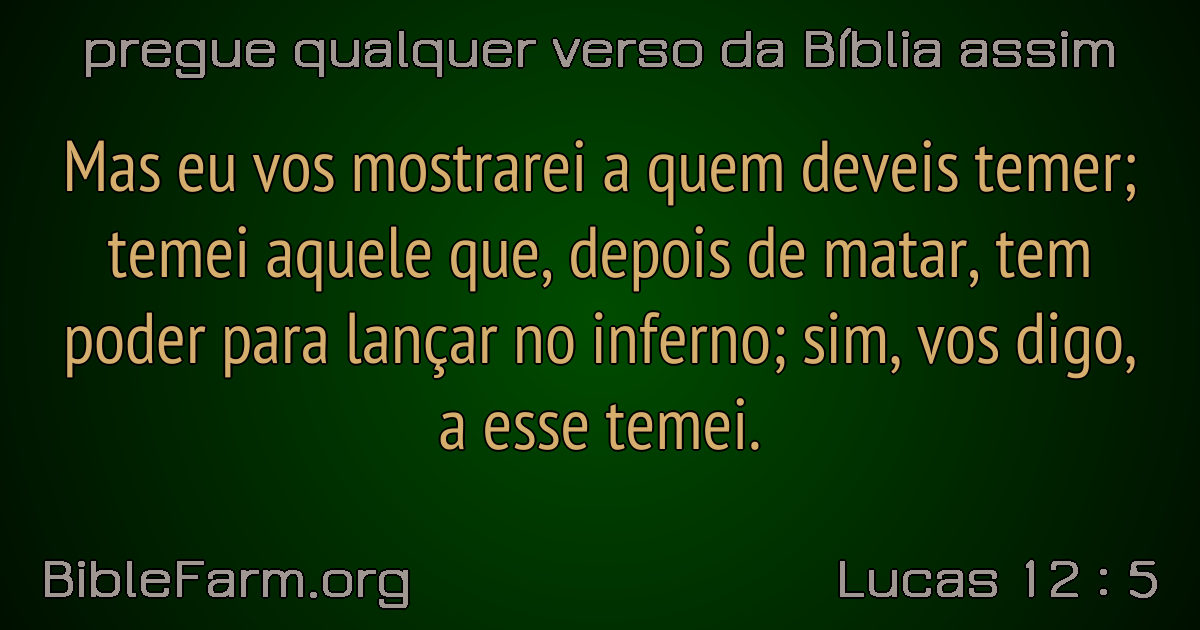 pregue qualquer verso da Bíblia assim
Mas eu vos mostrarei a quem deveis temer;
temei aquele que, depois de matar, tem
poder para lançar no inferno; sim, vos digo,
a esse temei.
BibleFarm.org
Lucas 12 : 5